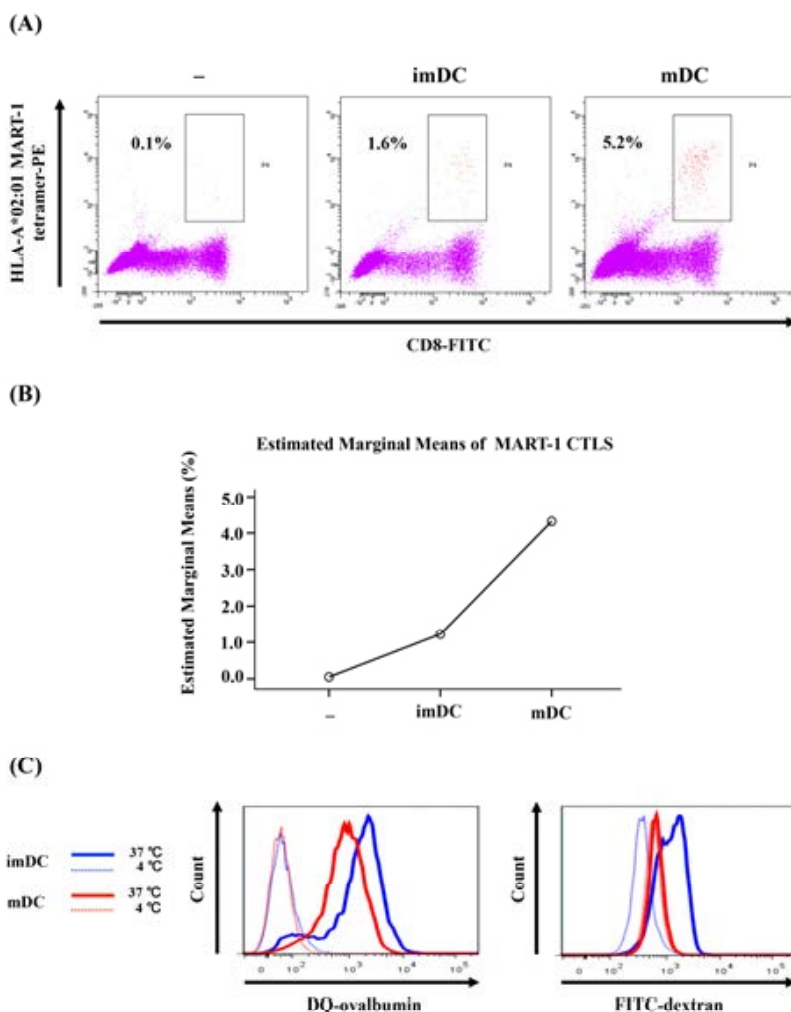 (A)
– imDC mDC
0.1% 1.6% 5.2%
HLA-A*02:01 MART-1
tetramer-PE
CD8-FITC
(B)
Estimated Marginal Means of MART-1 CTLS
Estimated Marginal Means (%)
5.0
4.0
3.0
2.0
1.0
0.0
– imDC mDC
(C)
imDC 37 ℃
4 ℃
mDC 37 ℃
4 ℃
Count Count
0 10² 10³ 10⁴ 10⁵ 0 10² 10³ 10⁴ 10⁵
DQ-ovalbumin FITC-dextran